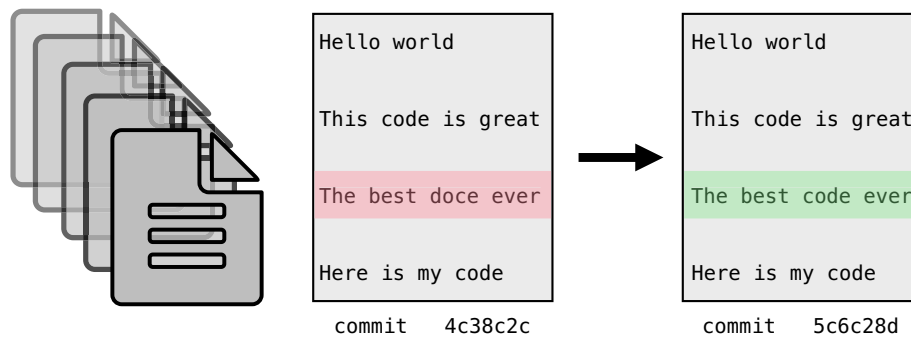 Hello world
This code is great
The best doce ever
Here is my code
commit 4c38c2c
Hello world
This code is great
The best code ever
Here is my code
commit 5c6c28d